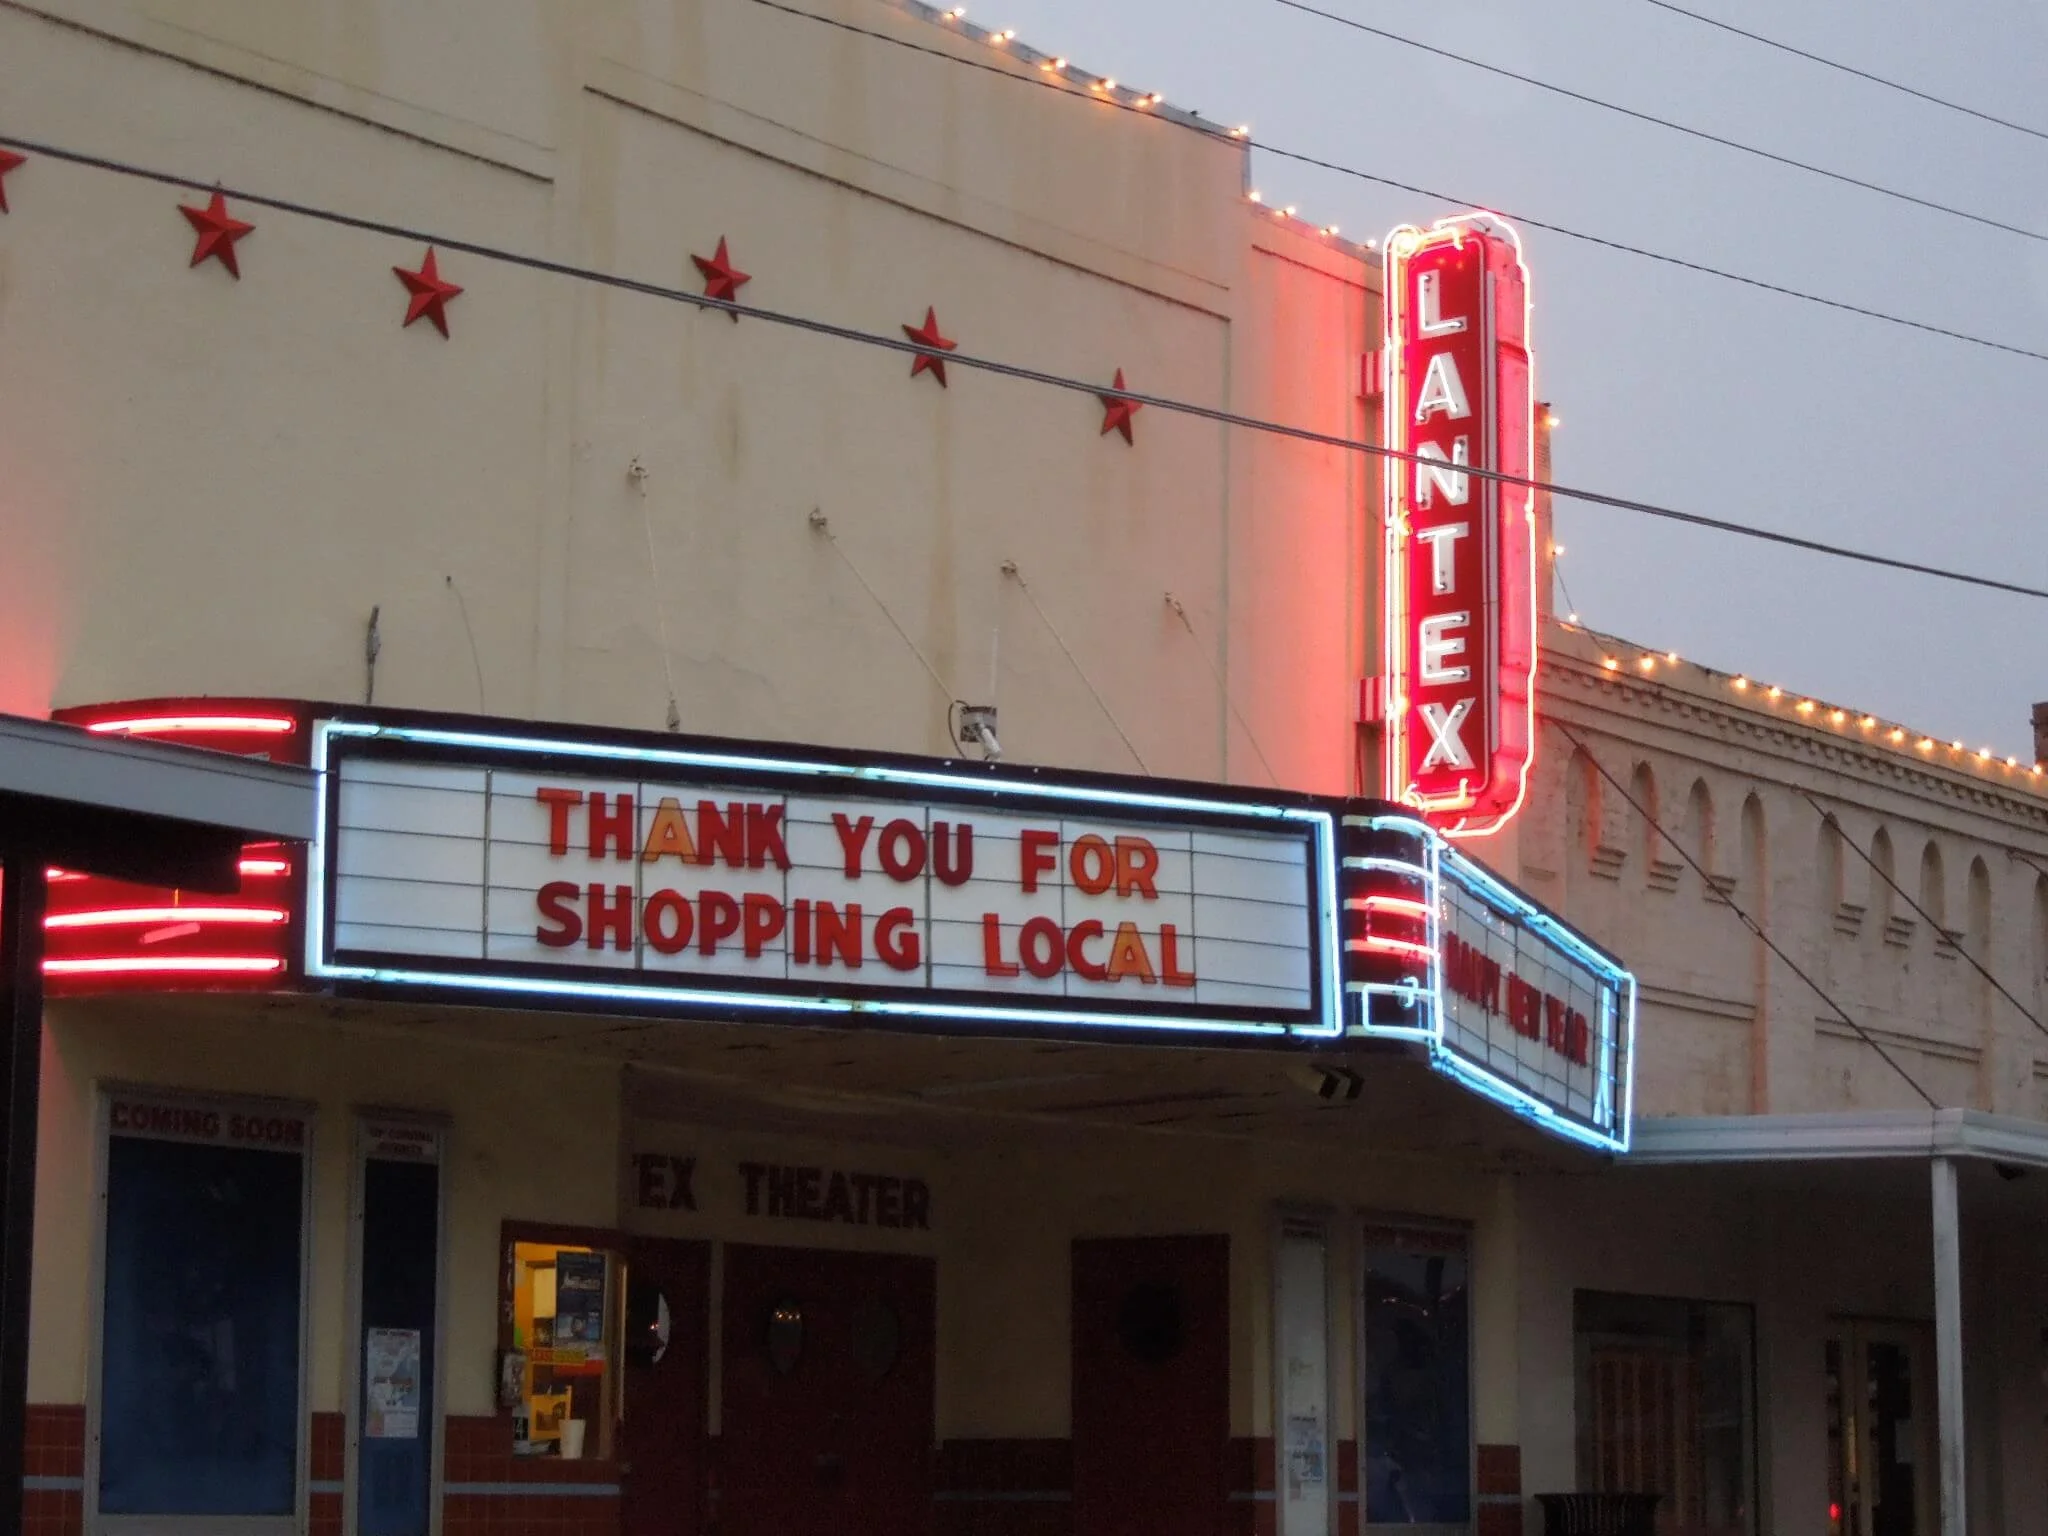 LANTEX
THANK YOU FOR
SHOPPING LOCAL
HAPPY NEW YEAR
COMING SOON
EX THEATER